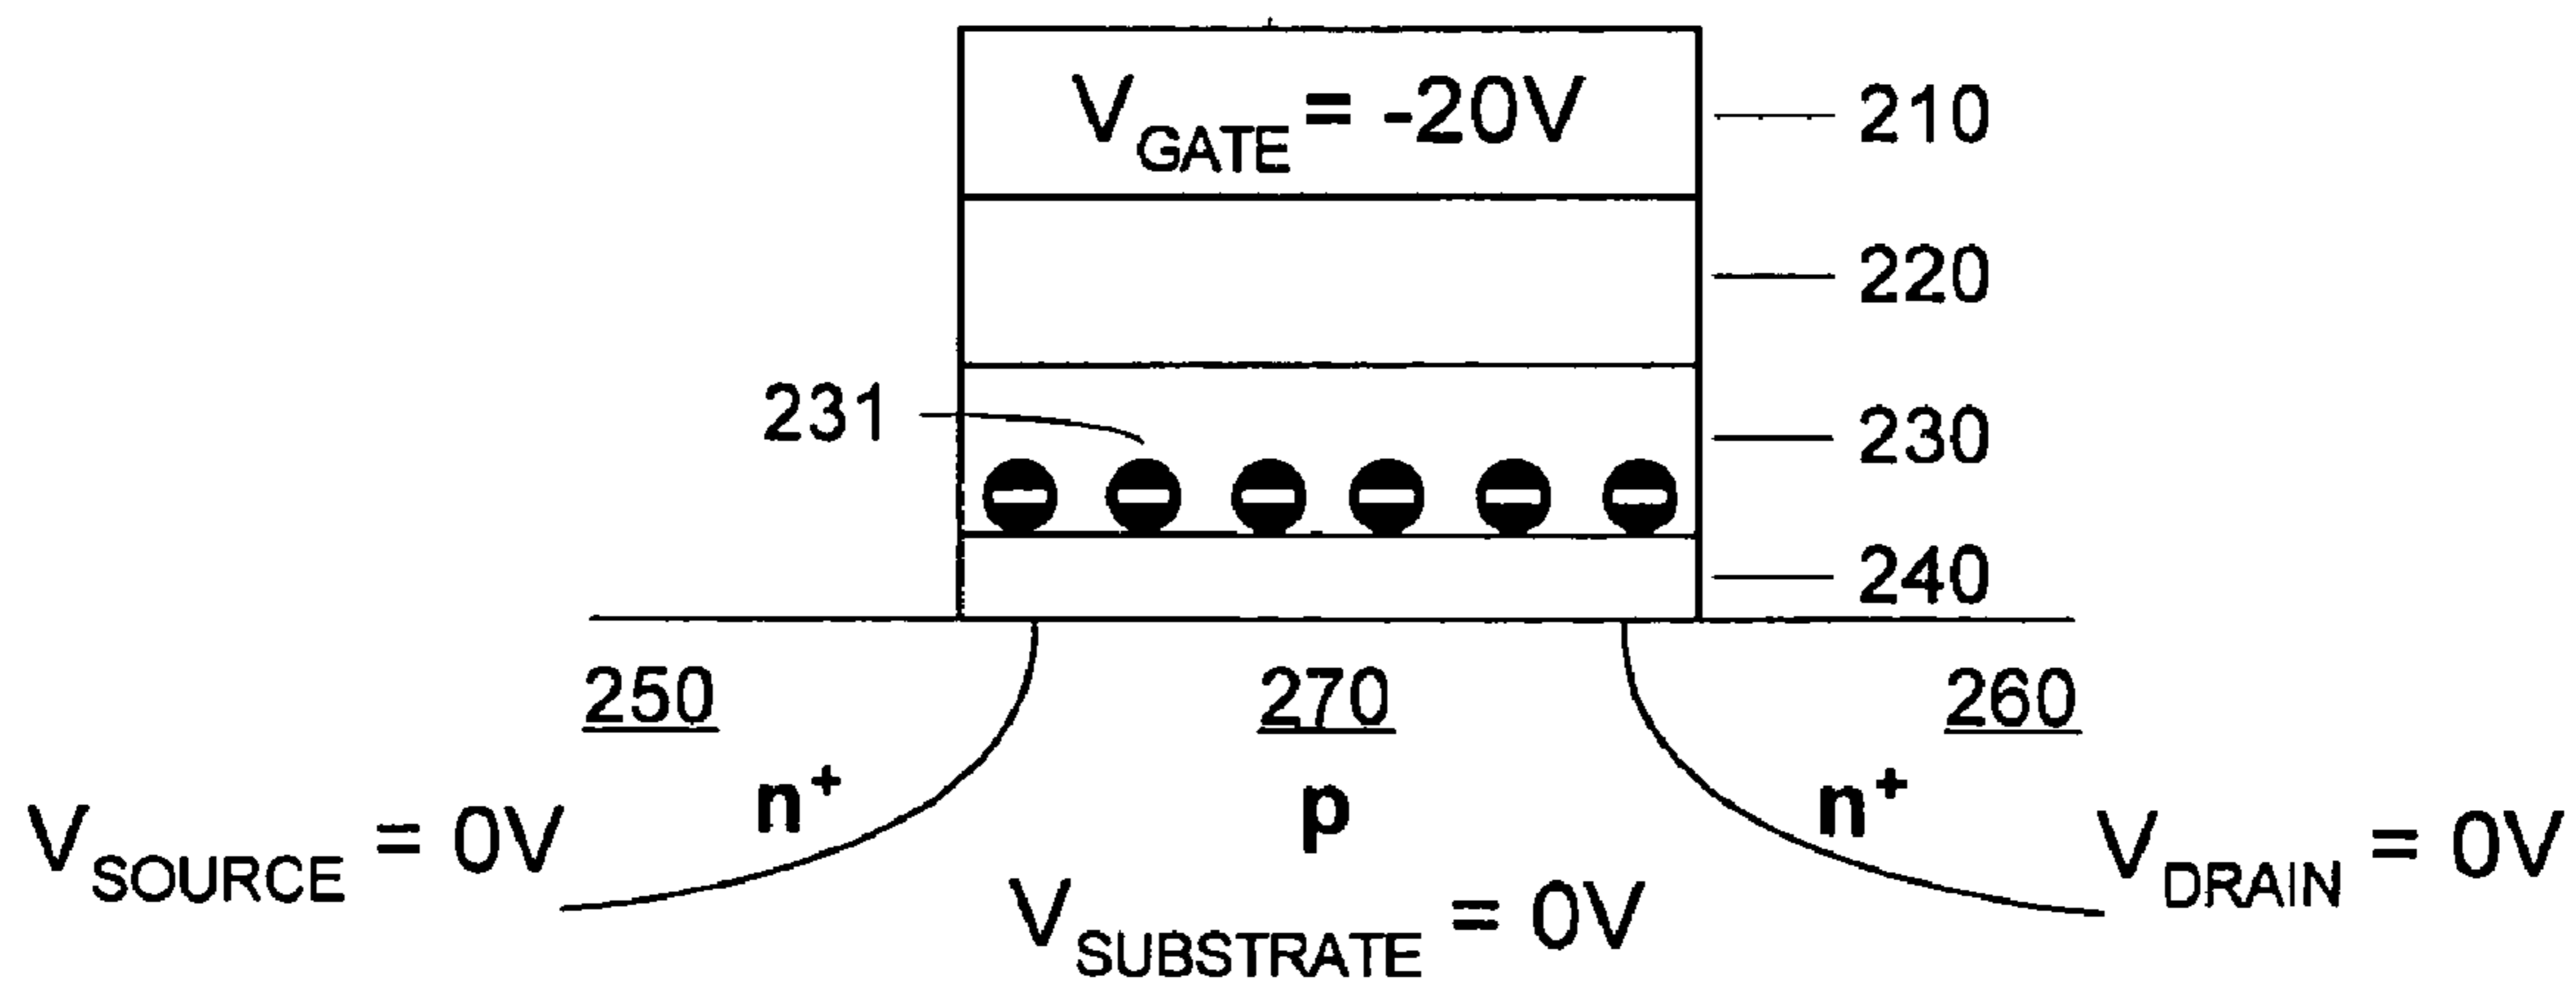 V_GATE = -20V
210
220
231
230
240
250
270
260
n+
p
n+
V_SOURCE = 0V
V_DRAIN = 0V
V_SUBSTRATE = 0V